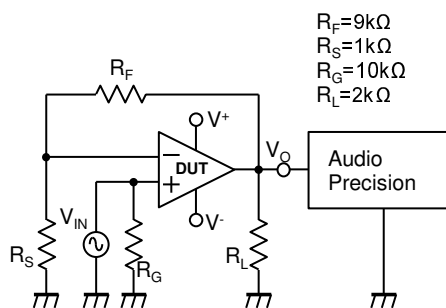 R_F=9kΩ
R_S=1kΩ
R_G=10kΩ
R_L=2kΩ
R_F
V⁺
−
DUT
+
V_O
Audio
Precision
V_IN
V⁻
R_S
R_G
R_L